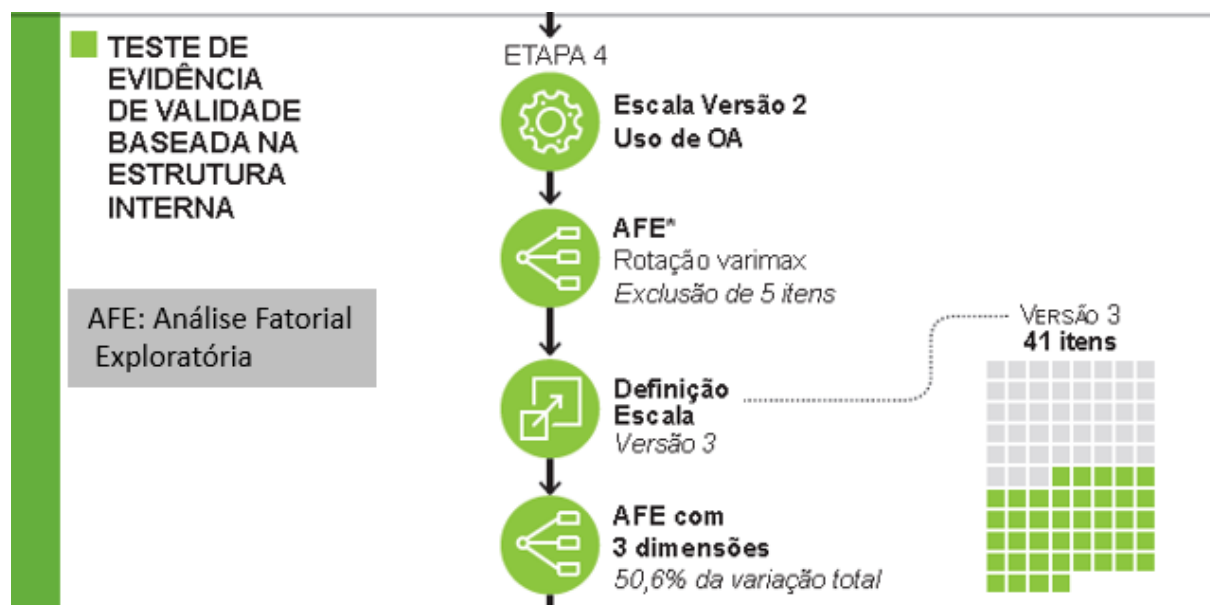 TESTE DE
EVIDÊNCIA
DE VALIDADE
BASEADA NA
ESTRUTURA
INTERNA
AFE: Análise Fatorial
Exploratória
ETAPA 4
Escala Versão 2
Uso de OA
AFE*
Rotação varimax
Exclusão de 5 itens
Definição
Escala
Versão 3
AFE com
3 dimensões
50,6% da variação total
VERSÃO 3
41 itens